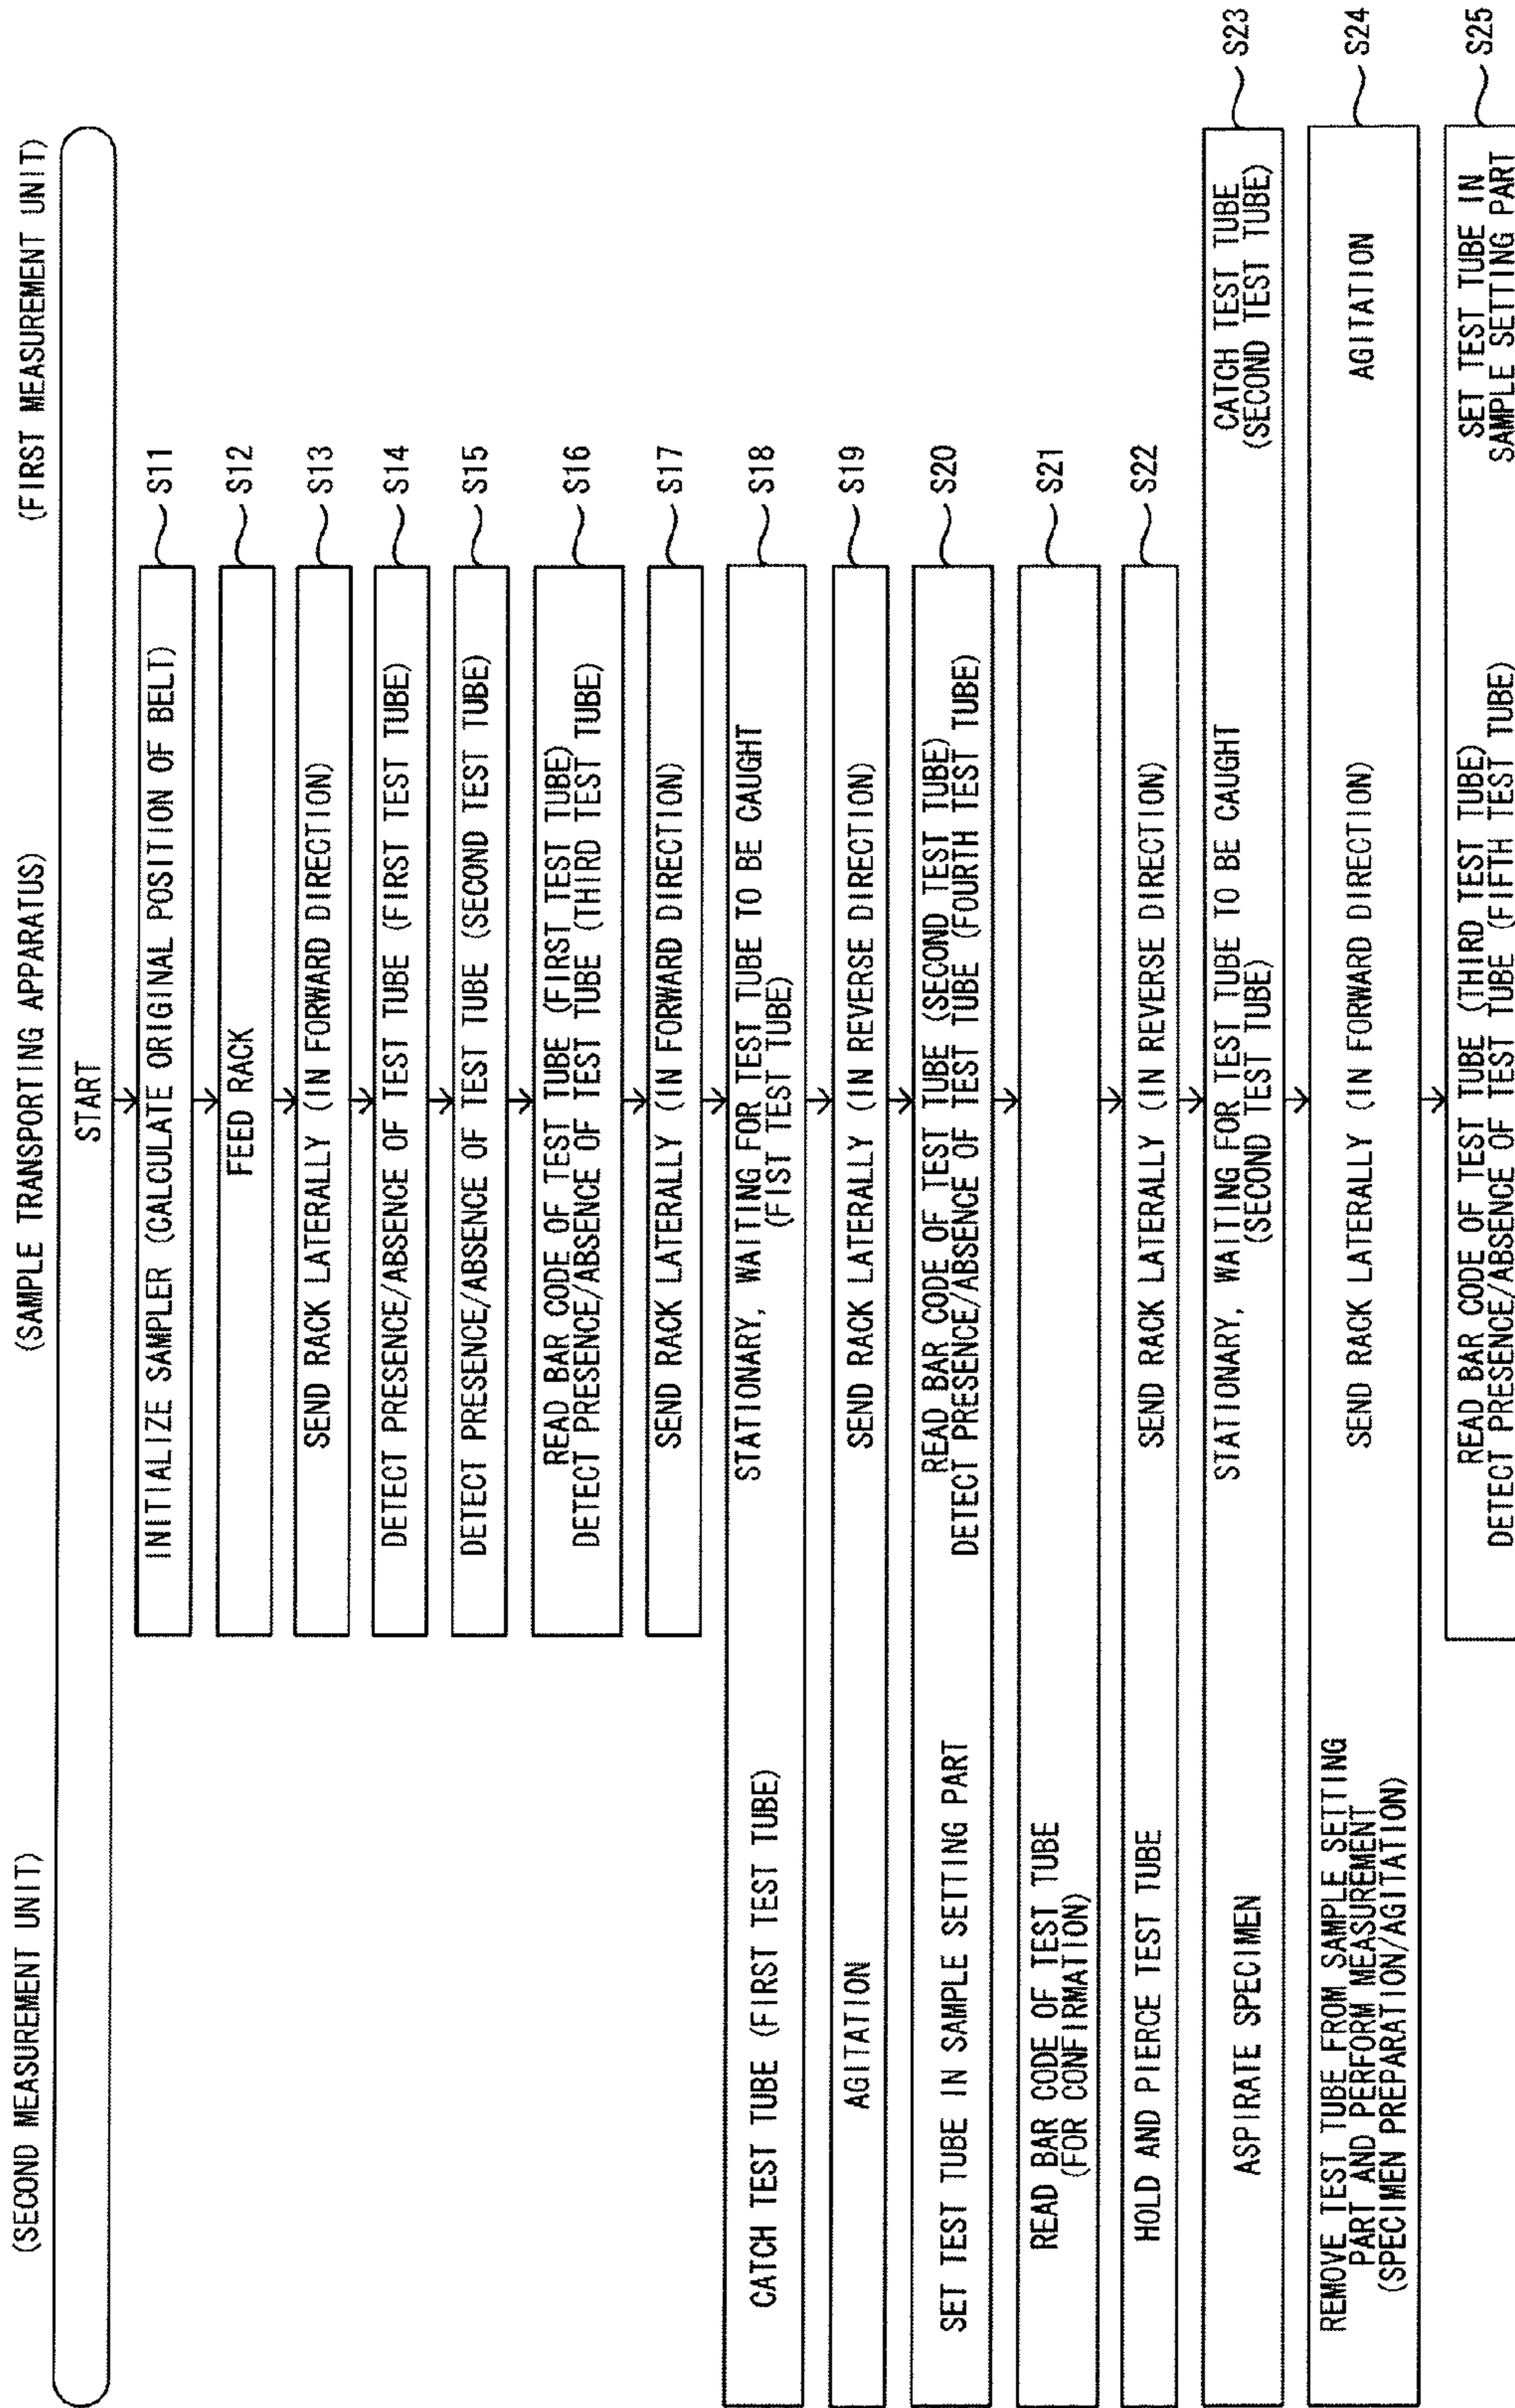 (SECOND MEASUREMENT UNIT)
(SAMPLE TRANSPORTING APPARATUS)
(FIRST MEASUREMENT UNIT)
START
INITIALIZE SAMPLER (CALCULATE ORIGINAL POSITION OF BELT)
S11
FEED RACK
S12
SEND RACK LATERALLY (IN FORWARD DIRECTION)
S13
DETECT PRESENCE/ABSENCE OF TEST TUBE (FIRST TEST TUBE)
S14
DETECT PRESENCE/ABSENCE OF TEST TUBE (SECOND TEST TUBE)
S15
READ BAR CODE OF TEST TUBE (FIRST TEST TUBE)
DETECT PRESENCE/ABSENCE OF TEST TUBE (THIRD TEST TUBE)
S16
SEND RACK LATERALLY (IN FORWARD DIRECTION)
S17
CATCH TEST TUBE (FIRST TEST TUBE)
STATIONARY, WAITING FOR TEST TUBE TO BE CAUGHT
(FIST TEST TUBE)
S18
AGITATION
SEND RACK LATERALLY (IN REVERSE DIRECTION)
S19
SET TEST TUBE IN SAMPLE SETTING PART
READ BAR CODE OF TEST TUBE (SECOND TEST TUBE)
DETECT PRESENCE/ABSENCE OF TEST TUBE (FOURTH TEST TUBE)
S20
READ BAR CODE OF TEST TUBE
(FOR CONFIRMATION)
S21
HOLD AND PIERCE TEST TUBE
SEND RACK LATERALLY (IN REVERSE DIRECTION)
S22
ASPIRATE SPECIMEN
STATIONARY, WAITING FOR TEST TUBE TO BE CAUGHT
(SECOND TEST TUBE)
CATCH TEST TUBE
(SECOND TEST TUBE)
S23
REMOVE TEST TUBE FROM SAMPLE SETTING
PART AND PERFORM MEASUREMENT
(SPECIMEN PREPARATION/AGITATION)
SEND RACK LATERALLY (IN FORWARD DIRECTION)
AGITATION
S24
READ BAR CODE OF TEST TUBE (THIRD TEST TUBE)
DETECT PRESENCE/ABSENCE OF TEST TUBE (FIFTH TEST TUBE)
SET TEST TUBE IN
SAMPLE SETTING PART
S25